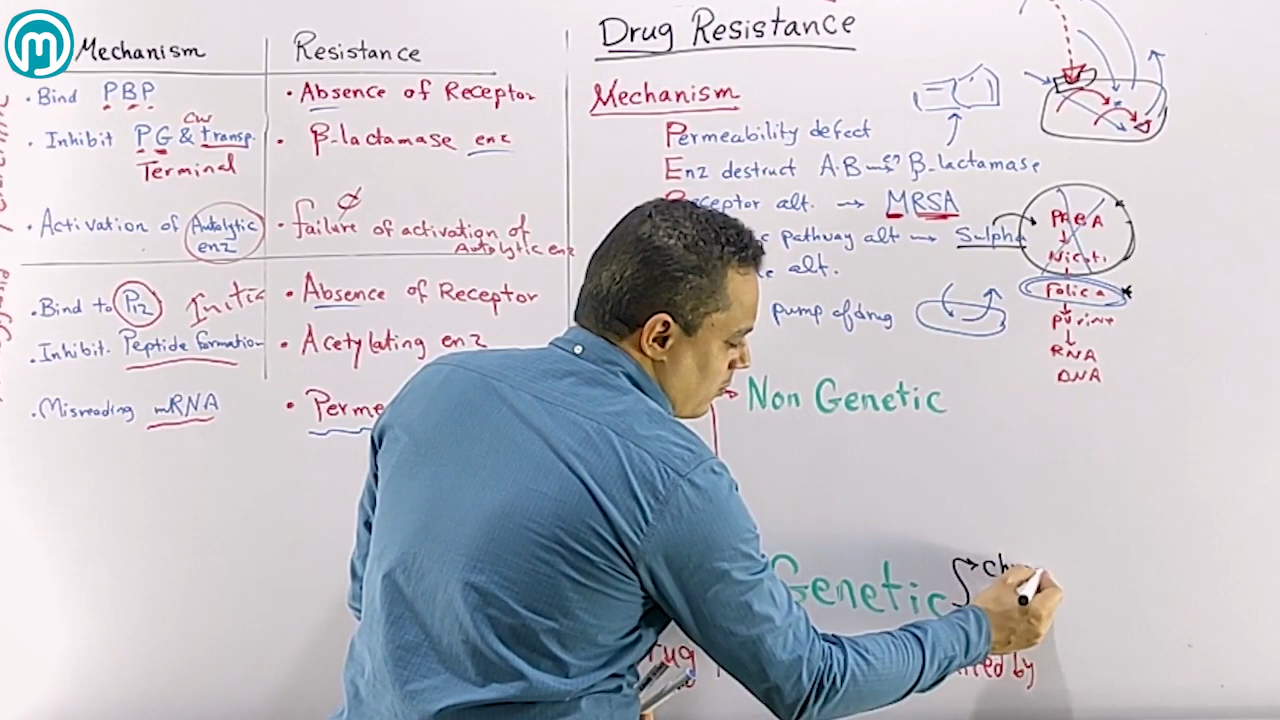 Mechanism
Resistance
• Bind PBP
• Absence of Receptor
CW
• Inhibit PG & transp.
• β-lactamase enz
Terminal
• Activation of Autolytic enz
• failure of activation of
Autolytic enz
• Bind to P12
• Absence of Receptor
• Inhibit Peptide formation
• Acetylating enz
• Misreading mRNA
• Perme
Drug Resistance
Mechanism
Permeability defect
Enz destruct A.B → β-lactamase
Receptor alt. → MRSA
pathway alt → Sulpha
alt.
pump of drug
PABA
Folic a
Purine
RNA
DNA
Non Genetic
Genetic
rug
by